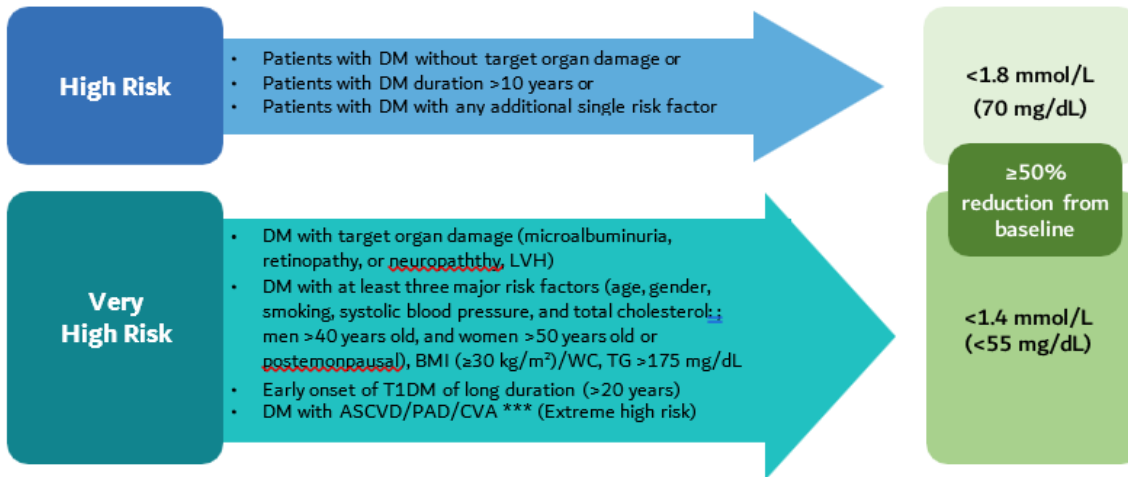 High Risk
• Patients with DM without target organ damage or
• Patients with DM duration >10 years or
• Patients with DM with any additional single risk factor
<1.8 mmol/L
(70 mg/dL)
≥50%
reduction from
baseline
Very
High Risk
• DM with target organ damage (microalbuminuria,
retinopathy, or neuropaththy, LVH)
• DM with at least three major risk factors (age, gender,
smoking, systolic blood pressure, and total cholesterol: :
men >40 years old, and women >50 years old or
postemonpausal), BMI (≥30 kg/m²)/WC, TG >175 mg/dL
• Early onset of T1DM of long duration (>20 years)
• DM with ASCVD/PAD/CVA *** (Extreme high risk)
<1.4 mmol/L
(<55 mg/dL)